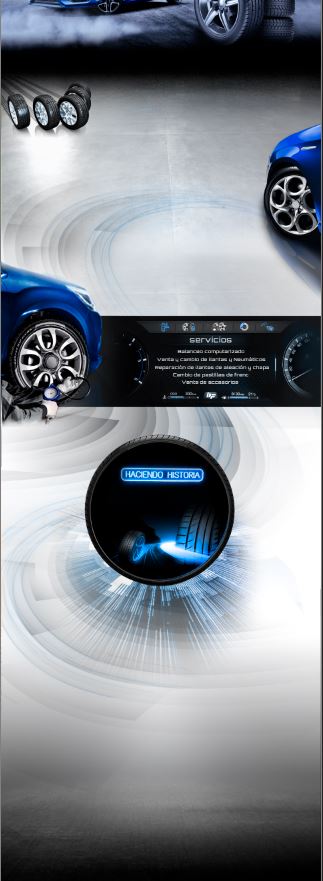 servicios
Balanceo computarizado
Venta y cambio de llantas y Neumáticos
Reparación de llantas de aleación y chapa
Cambio de pastillas de freno
Venta de accesorios
HACIENDO HISTORIA